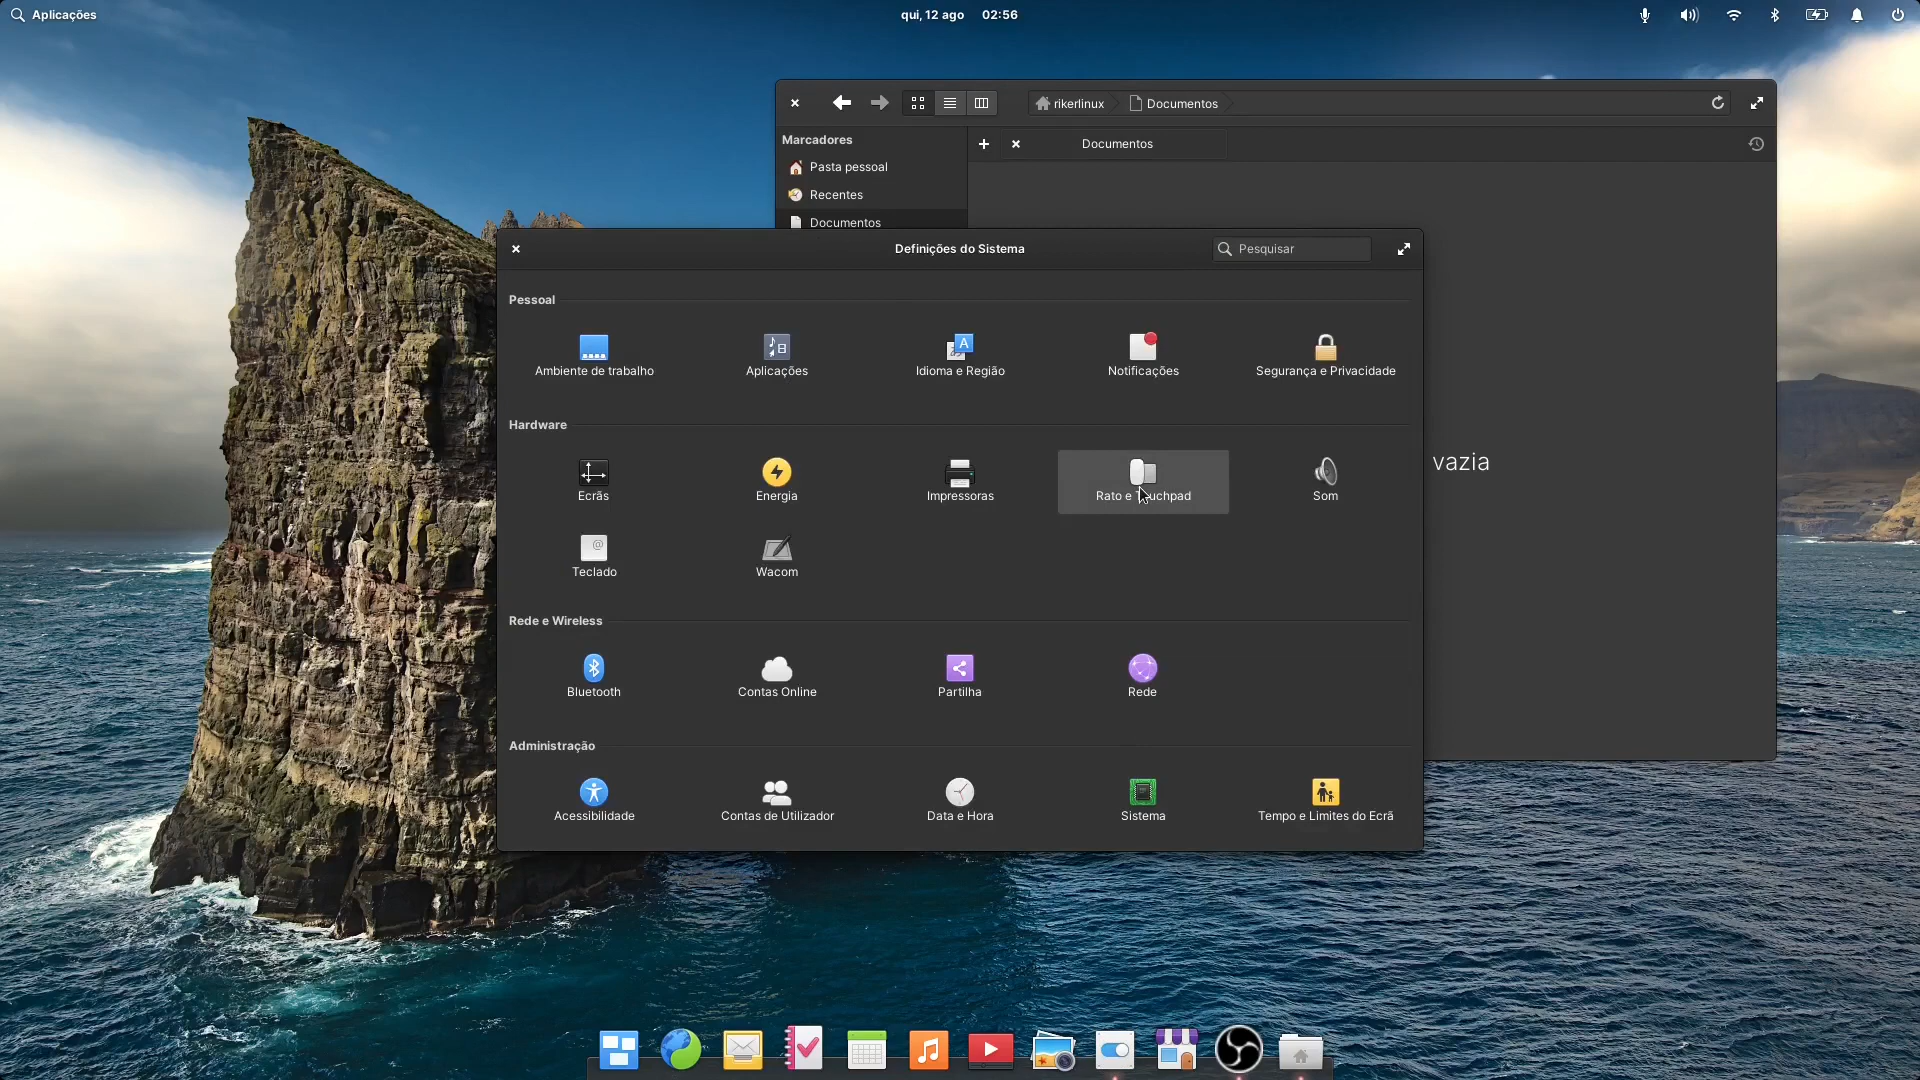 Aplicações
qui, 12 ago 02:56
rikerlinux Documentos
Marcadores
Documentos
Pasta pessoal
Recentes
Documentos
Definições do Sistema
Pesquisar
Pessoal
Ambiente de trabalho
Aplicações
Idioma e Região
Notificações
Segurança e Privacidade
Hardware
vazia
Ecrãs
Energia
Impressoras
Rato e Touchpad
Som
Teclado
Wacom
Rede e Wireless
Bluetooth
Contas Online
Partilha
Rede
Administração
Acessibilidade
Contas de Utilizador
Data e Hora
Sistema
Tempo e Limites do Ecrã